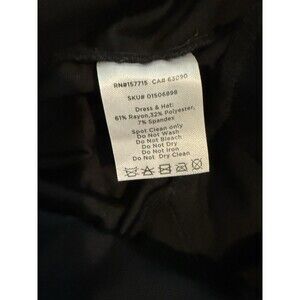 RN#157715 CA# 63090
SKU# 01506898
Dress & Hat:
61% Rayon,32% Polyester,
7% Spandex
Spot Clean only
Do Not Wash
Do Not Bleach
Do Not Dry
Do Not Iron
Do Not Dry Clean